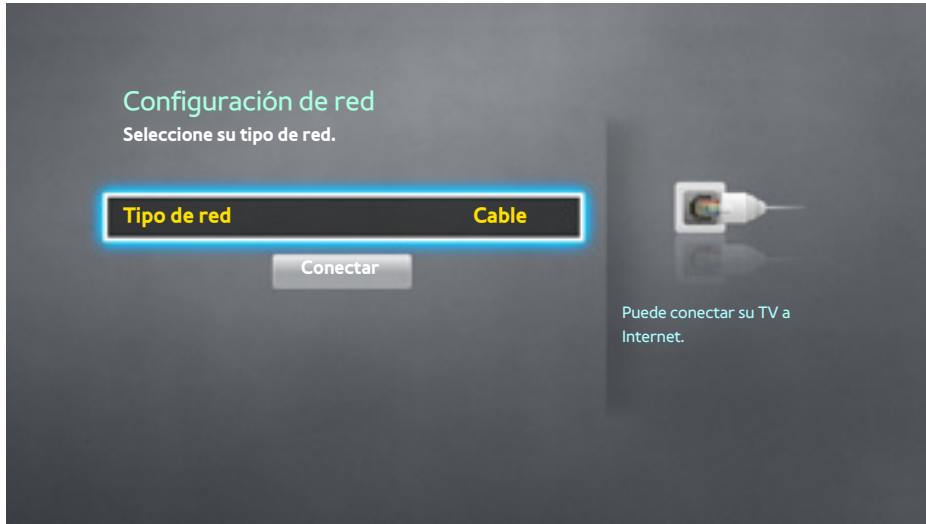 Configuración de red
Seleccione su tipo de red.
Tipo de red Cable
Conectar
Puede conectar su TV a
Internet.